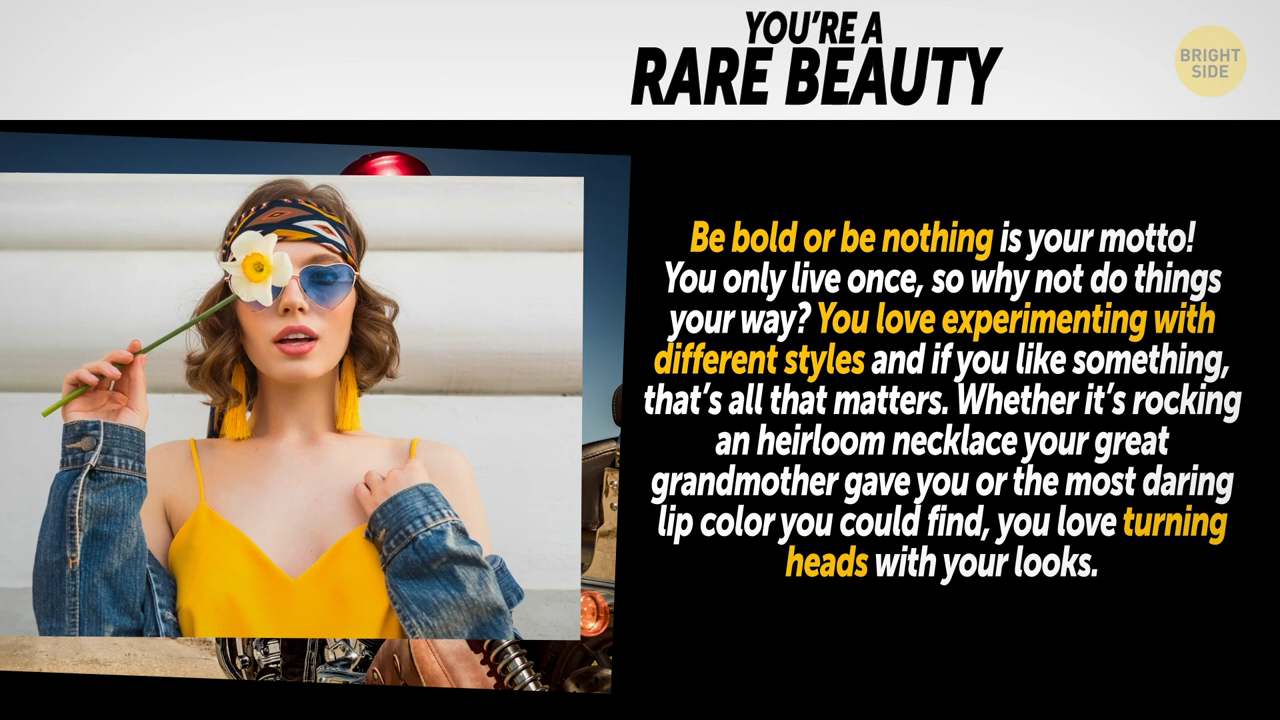 YOU'RE A
RARE BEAUTY
BRIGHT
SIDE
Be bold or be nothing is your motto!
You only live once, so why not do things
your way? You love experimenting with
different styles and if you like something,
that's all that matters. Whether it's rocking
an heirloom necklace your great
grandmother gave you or the most daring
lip color you could find, you love turning
heads with your looks.